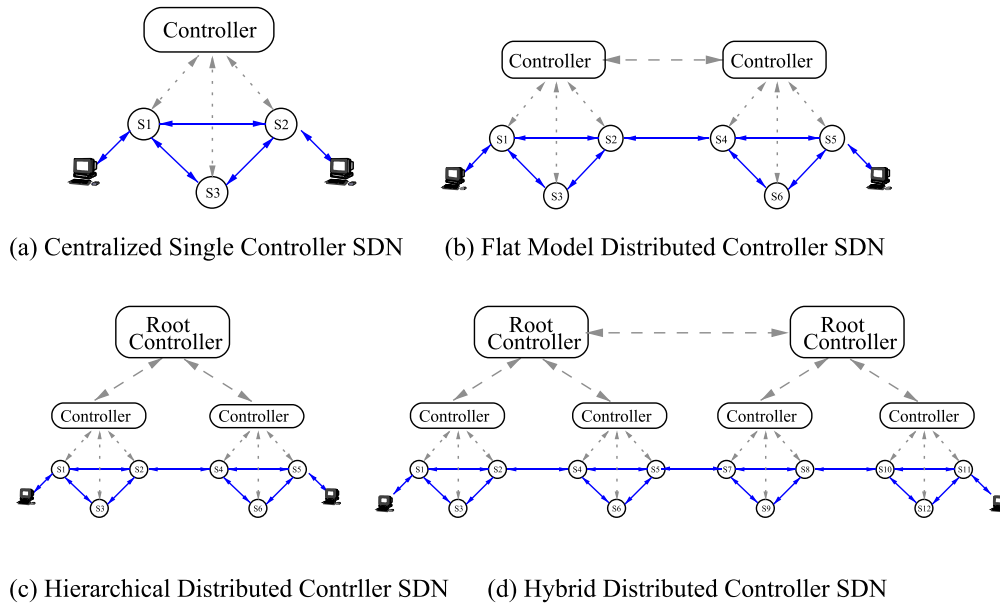 Controller
S1
S2
S3
(a) Centralized Single Controller SDN
Controller
Controller
S1
S2
S4
S5
S3
S6
(b) Flat Model Distributed Controller SDN
Root
Controller
Controller
Controller
S1
S2
S4
S5
S3
S6
(c) Hierarchical Distributed Contrller SDN
Root
Controller
Root
Controller
Controller
Controller
Controller
Controller
S1
S2
S4
S5
S7
S8
S10
S11
S3
S6
S9
S12
(d) Hybrid Distributed Controller SDN